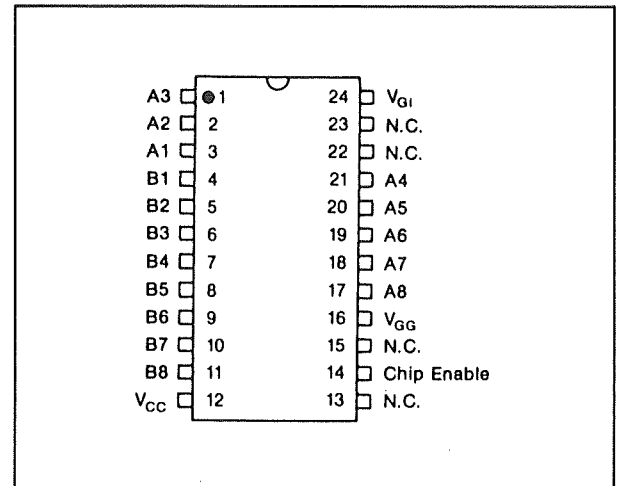 A3 1 24 VGI
A2 2 23 N.C.
A1 3 22 N.C.
B1 4 21 A4
B2 5 20 A5
B3 6 19 A6
B4 7 18 A7
B5 8 17 A8
B6 9 16 VGG
B7 10 15 N.C.
B8 11 14 Chip Enable
VCC 12 13 N.C.